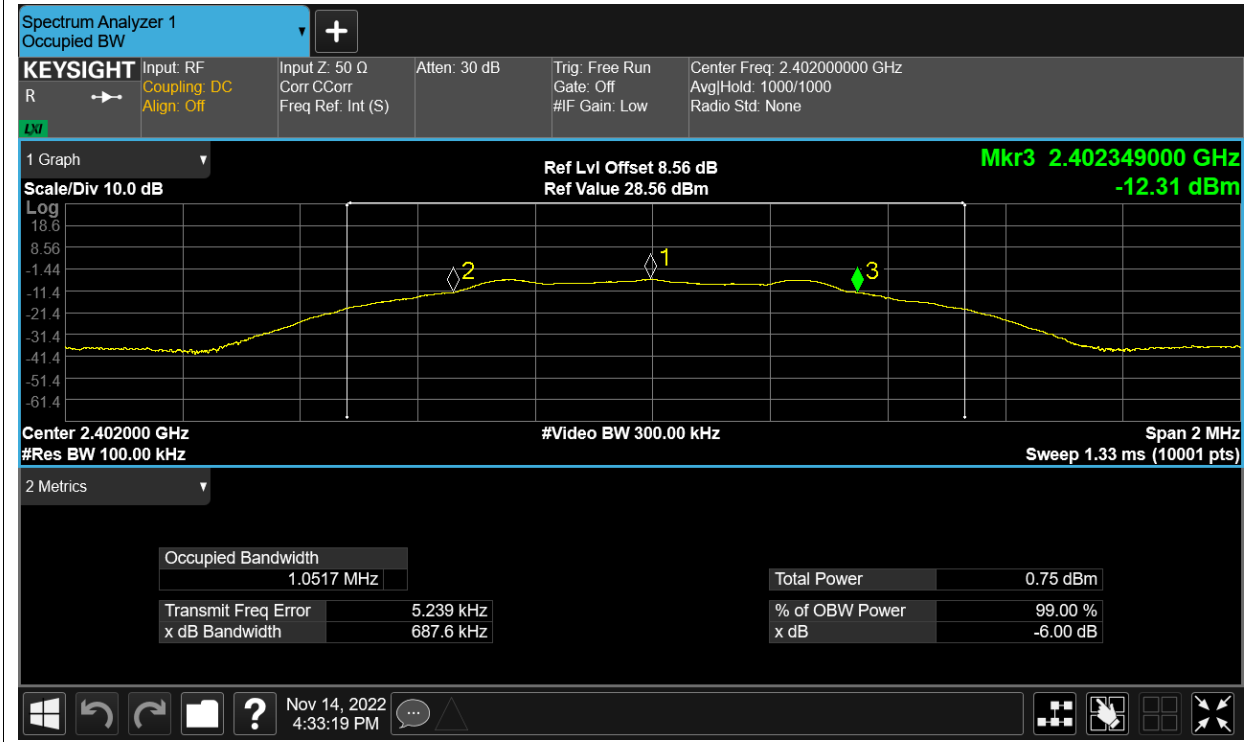 Spectrum Analyzer 1
Occupied BW
KEYSIGHT
R
LXI
Input: RF
Coupling: DC
Align: Off
Input Z: 50 Ω
Corr CCorr
Freq Ref: Int (S)
Atten: 30 dB
Trig: Free Run
Gate: Off
#IF Gain: Low
Center Freq: 2.402000000 GHz
Avg|Hold: 1000/1000
Radio Std: None
1 Graph
Scale/Div 10.0 dB
Ref Lvl Offset 8.56 dB
Ref Value 28.56 dBm
Mkr3 2.402349000 GHz
-12.31 dBm
Log
18.6
8.56
-1.44
-11.4
-21.4
-31.4
-41.4
-51.4
-61.4
2
1
3
Center 2.402000 GHz
#Video BW 300.00 kHz
Span 2 MHz
#Res BW 100.00 kHz
Sweep 1.33 ms (10001 pts)
2 Metrics
Occupied Bandwidth
1.0517 MHz
Total Power 0.75 dBm
Transmit Freq Error 5.239 kHz
% of OBW Power 99.00 %
x dB Bandwidth 687.6 kHz
x dB -6.00 dB
?
Nov 14, 2022
4:33:19 PM